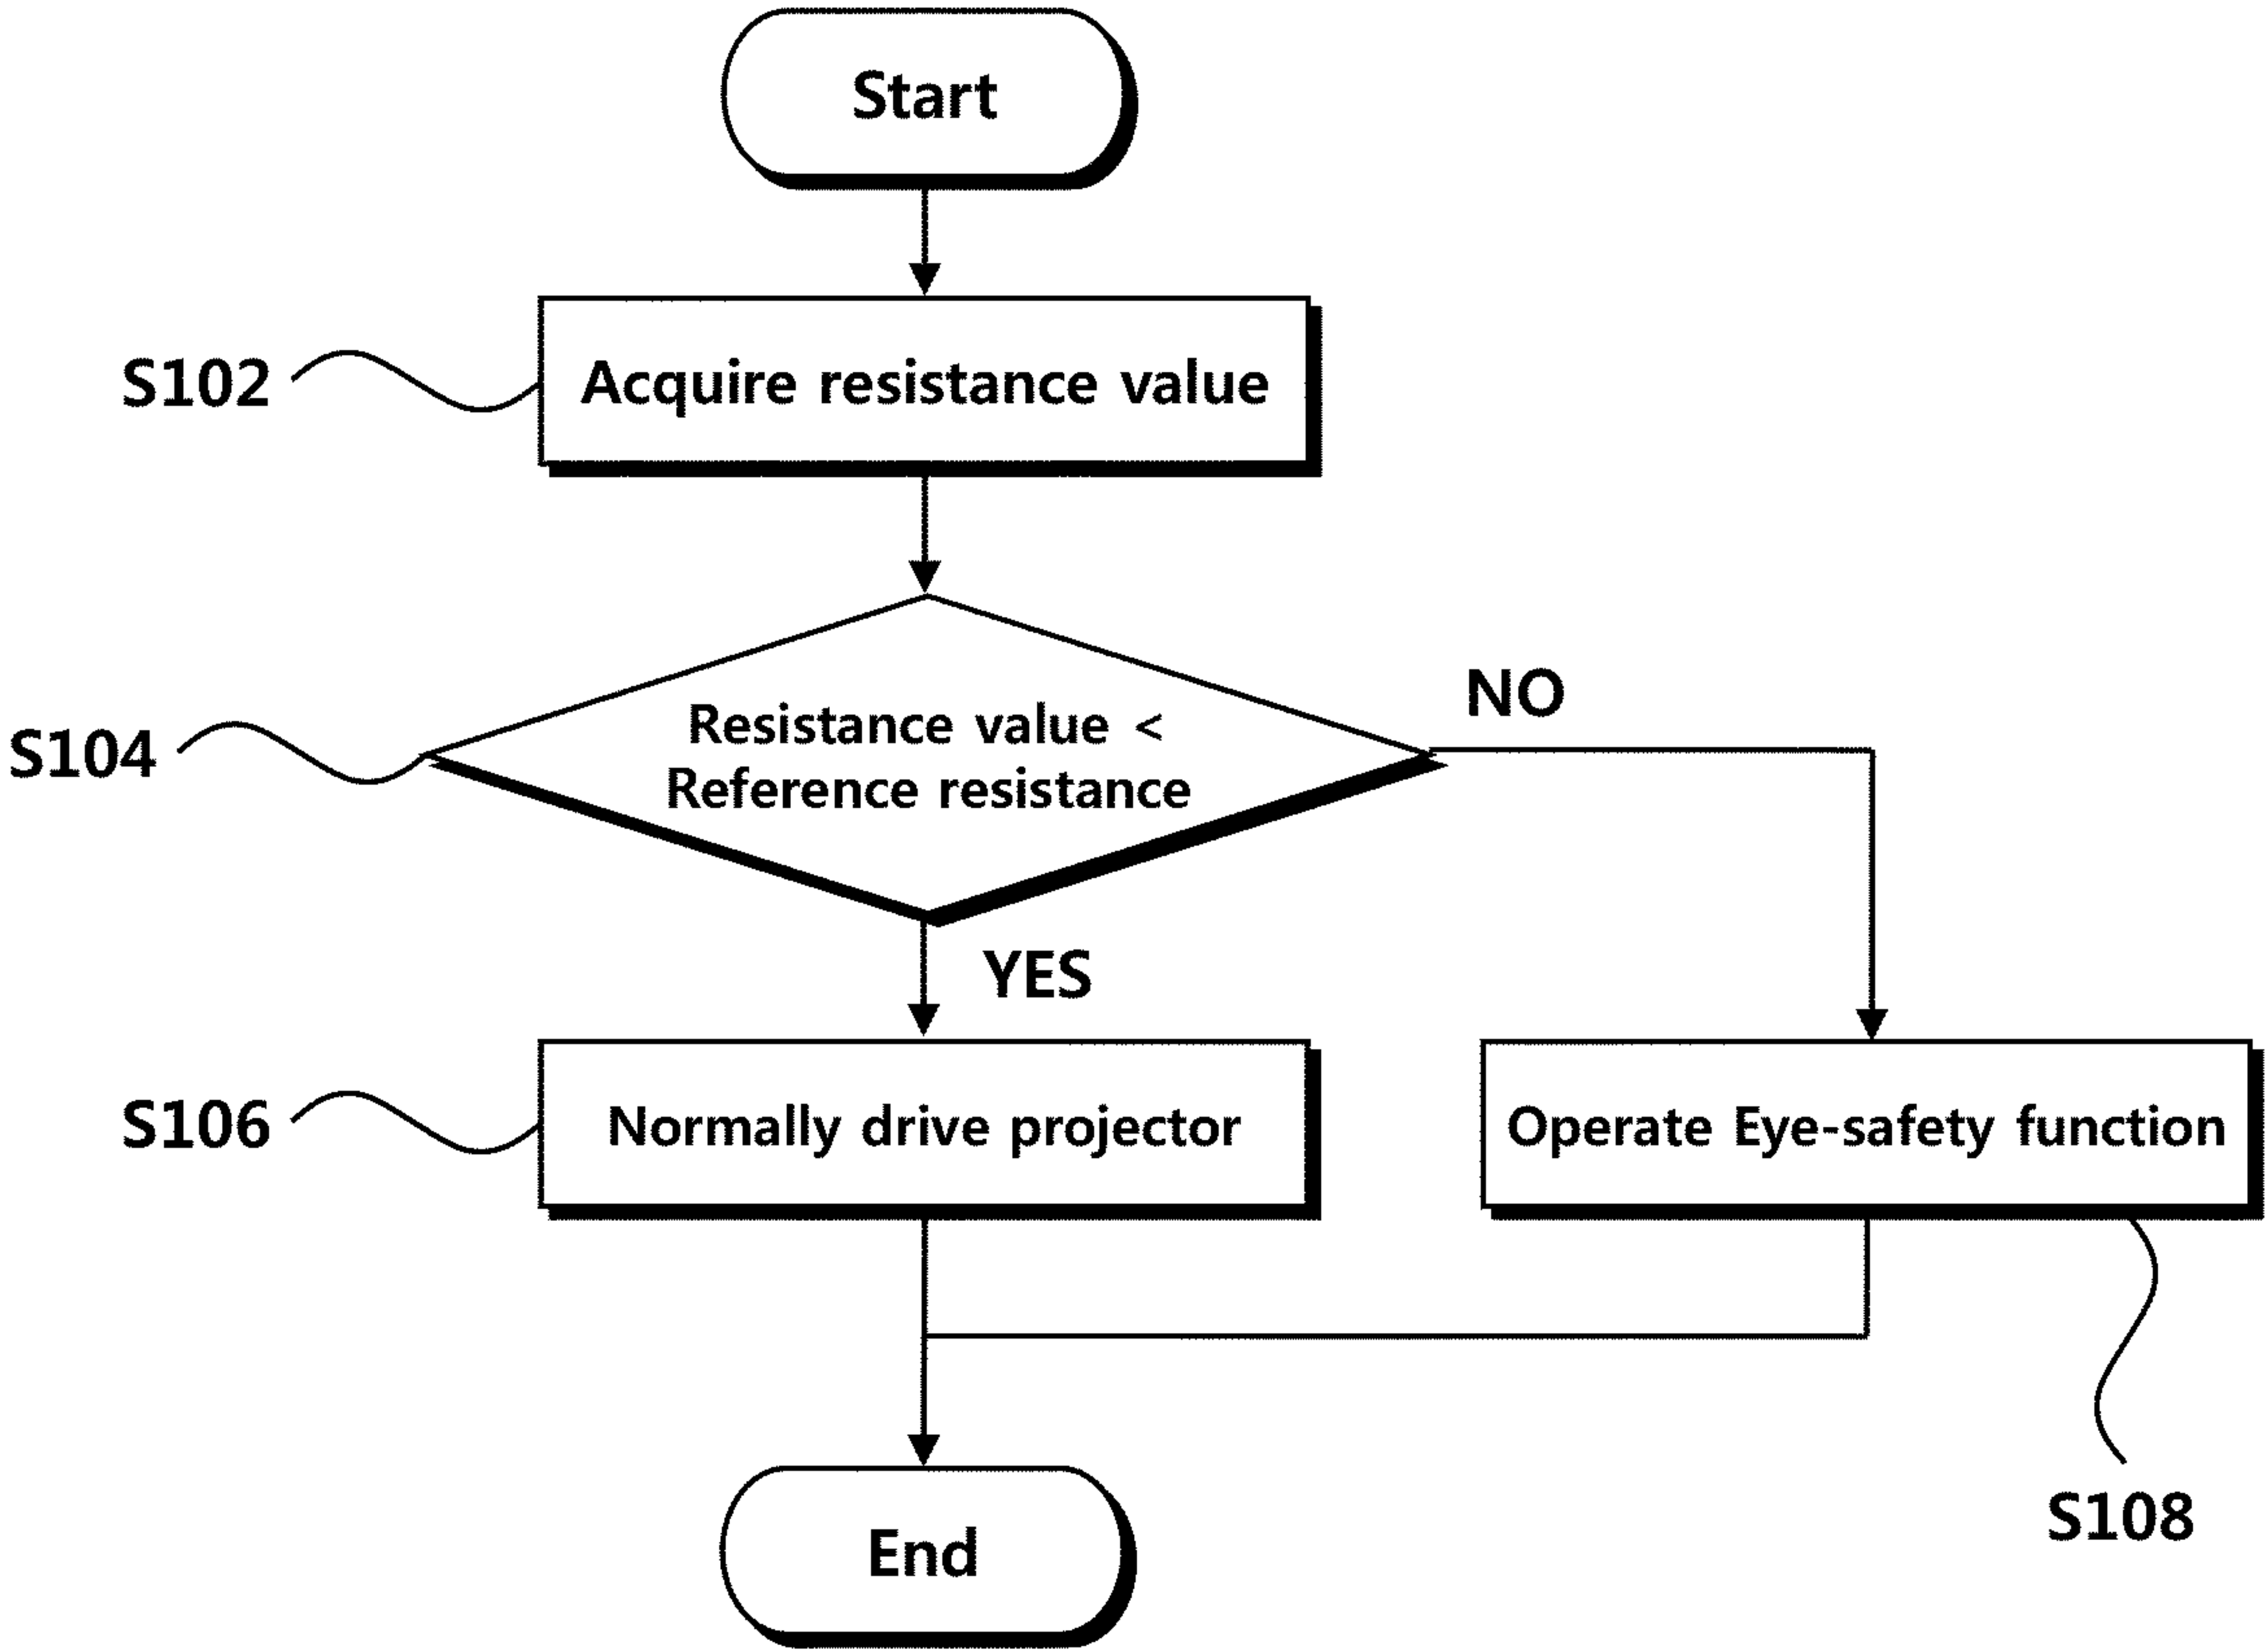 Start
S102
Acquire resistance value
NO
S104
Resistance value <
Reference resistance
YES
S106
Normally drive projector
Operate Eye-safety function
S108
End